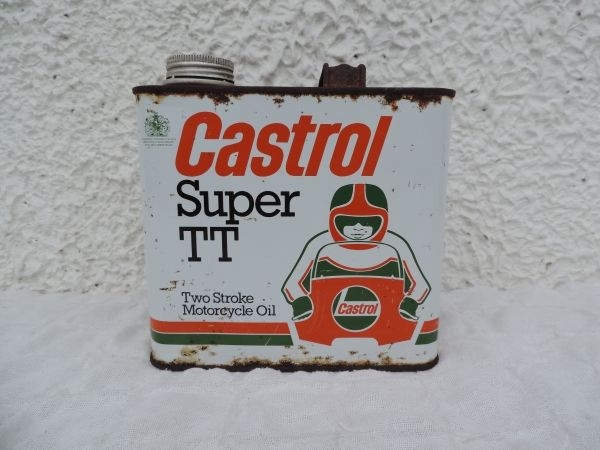 Castrol
Super
TT
Two Stroke
Motorcycle Oil
Castrol